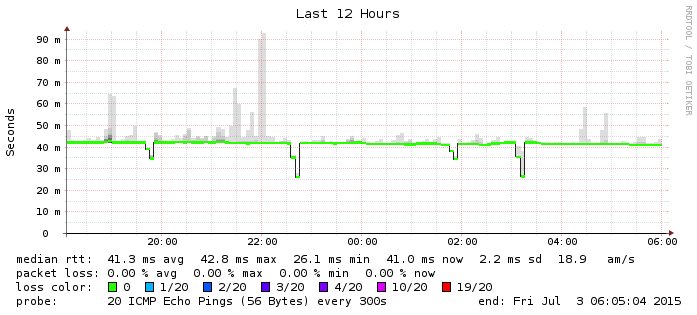 Last 12 Hours
RRDTOOL / TOBI OETIKER
Seconds
90 m
80 m
70 m
60 m
50 m
40 m
30 m
20 m
10 m
0
20:00 22:00 00:00 02:00 04:00 06:00
median rtt: 41.3 ms avg 42.8 ms max 26.1 ms min 41.0 ms now 2.2 ms sd 18.9 am/s
packet loss: 0.00 % avg 0.00 % max 0.00 % min 0.00 % now
loss color: 0 1/20 2/20 3/20 4/20 10/20 19/20
probe: 20 ICMP Echo Pings (56 Bytes) every 300s end: Fri Jul 3 06:05:04 2015